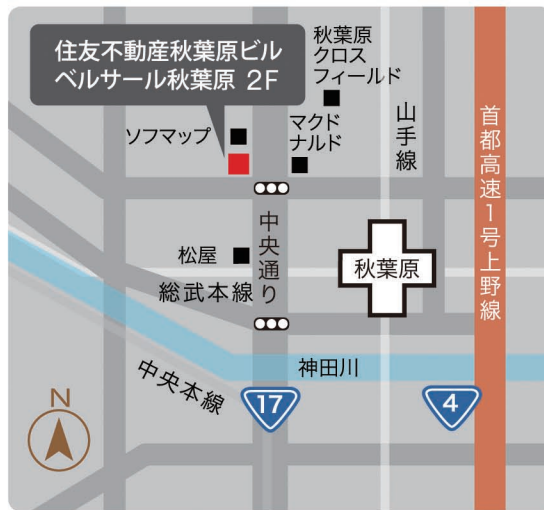 住友不動産秋葉原ビル
ベルサール秋葉原 2F
秋葉原
クロス
フィールド
ソフマップ
マクド
ナルド
山手線
首都高速1号上野線
中央通り
松屋
秋葉原
総武本線
神田川
中央本線
17
4
N